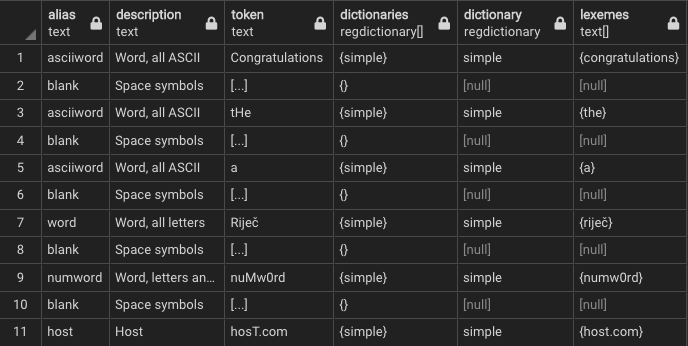 alias description token dictionaries dictionary lexemes
text text text regdictionary[] regdictionary text[]
1 asciiword Word, all ASCII Congratulations {simple} simple {congratulations}
2 blank Space symbols [...] {} [null] [null]
3 asciiword Word, all ASCII tHe {simple} simple {the}
4 blank Space symbols [...] {} [null] [null]
5 asciiword Word, all ASCII a {simple} simple {a}
6 blank Space symbols [...] {} [null] [null]
7 word Word, all letters Riječ {simple} simple {riječ}
8 blank Space symbols [...] {} [null] [null]
9 numword Word, letters an... nuMw0rd {simple} simple {numw0rd}
10 blank Space symbols [...] {} [null] [null]
11 host Host hosT.com {simple} simple {host.com}